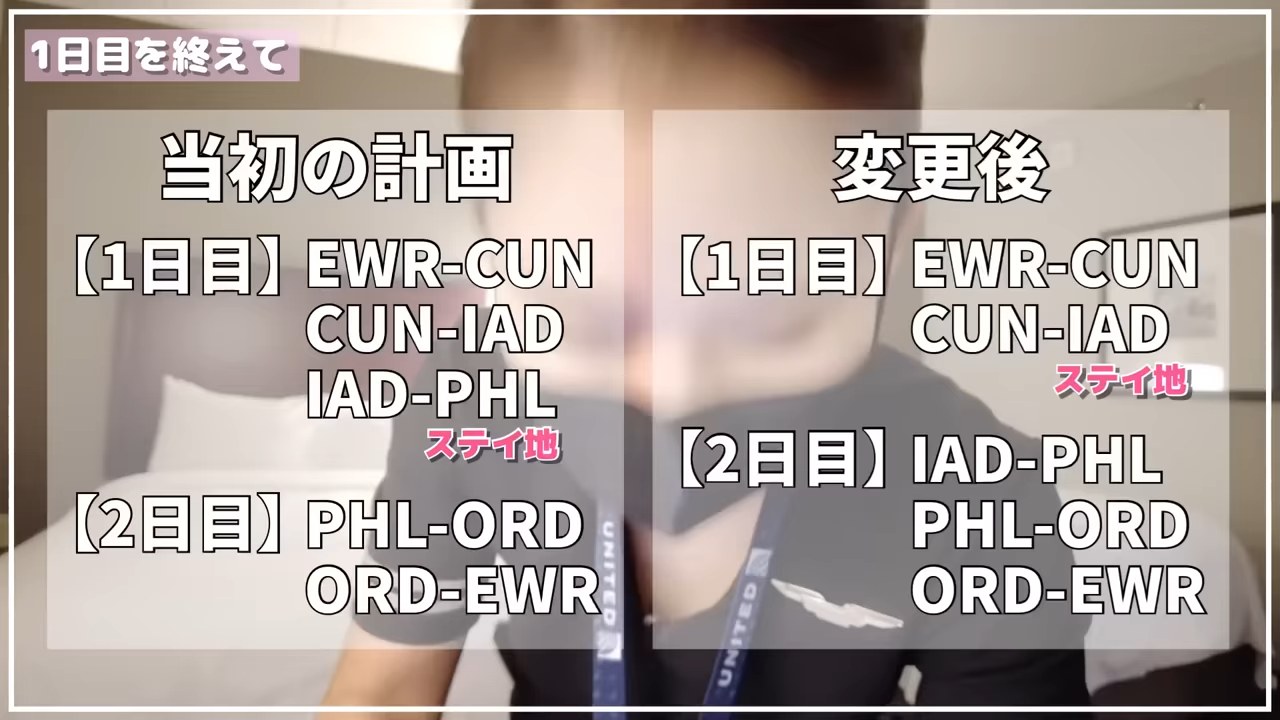 1日目を終えて
当初の計画
【1日目】EWR-CUN
CUN-IAD
IAD-PHL
ステイ地
【2日目】PHL-ORD
ORD-EWR
変更後
【1日目】EWR-CUN
CUN-IAD
ステイ地
【2日目】IAD-PHL
PHL-ORD
ORD-EWR
UNITED
UNITED